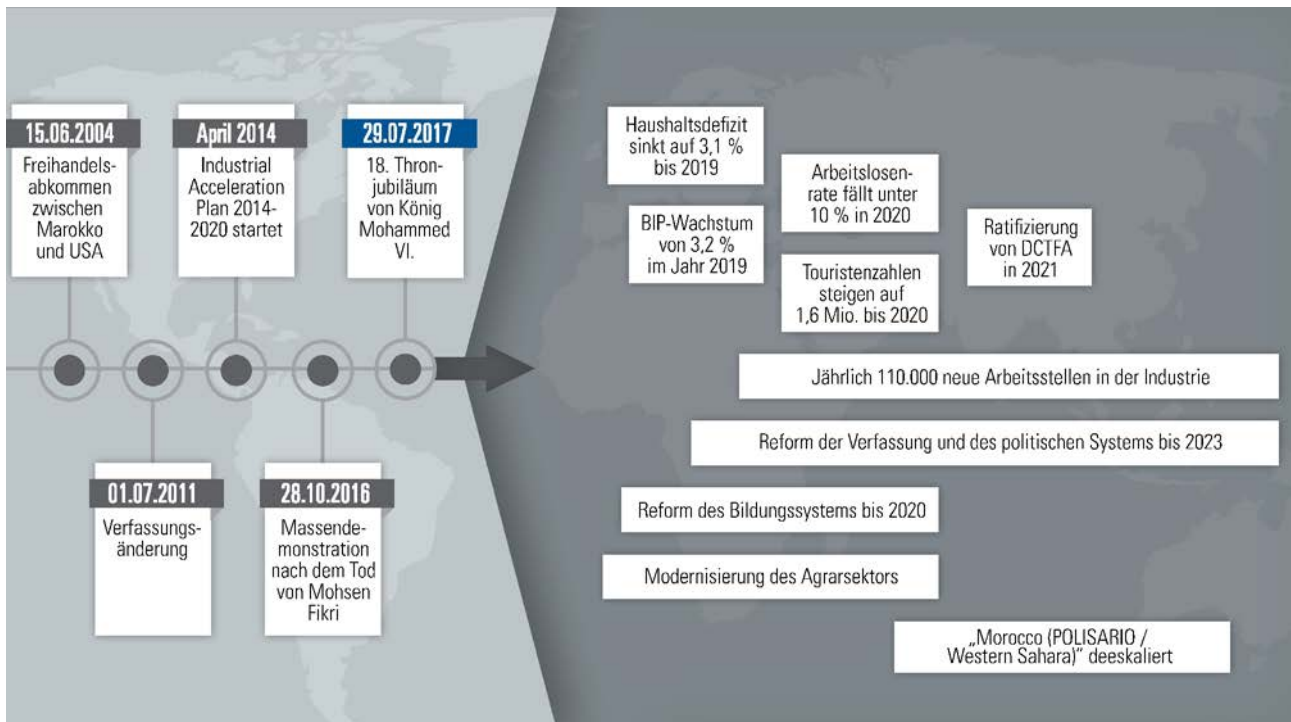 15.06.2004
Freihandels-
abkommen
zwischen
Marokko
und USA
April 2014
Industrial
Acceleration
Plan 2014-
2020 startet
29.07.2017
18. Thron-
jubiläum
von König
Mohammed
VI.
01.07.2011
Verfassungs-
änderung
28.10.2016
Massende-
monstration
nach dem Tod
von Mohsen
Fikri
Haushaltsdefizit
sinkt auf 3,1 %
bis 2019
BIP-Wachstum
von 3,2 %
im Jahr 2019
Arbeitslosen-
rate fällt unter
10 % in 2020
Touristenzahlen
steigen auf
1,6 Mio. bis 2020
Ratifizierung
von DCTFA
in 2021
Jährlich 110.000 neue Arbeitsstellen in der Industrie
Reform der Verfassung und des politischen Systems bis 2023
Reform des Bildungssystems bis 2020
Modernisierung des Agrarsektors
„Morocco (POLISARIO /
Western Sahara)” deeskaliert